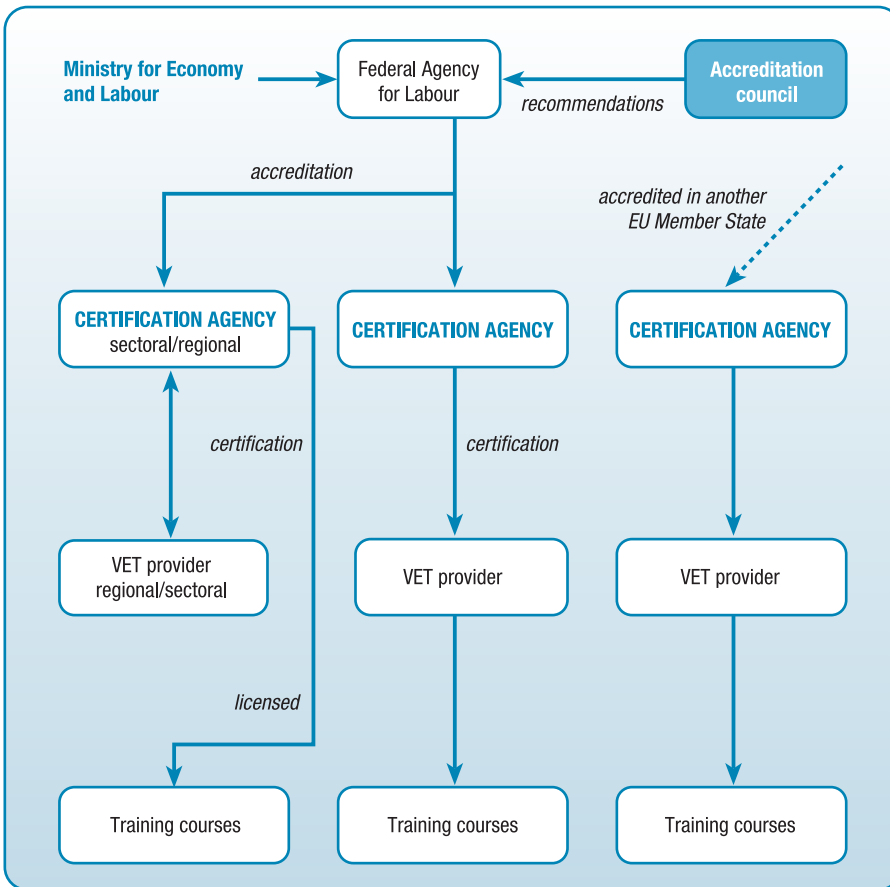 Ministry for Economy
and Labour
Federal Agency
for Labour
Accreditation
council
recommendations
accreditation
accredited in another
EU Member State
CERTIFICATION AGENCY
sectoral/regional
CERTIFICATION AGENCY
CERTIFICATION AGENCY
certification
certification
VET provider
regional/sectoral
VET provider
VET provider
licensed
Training courses
Training courses
Training courses